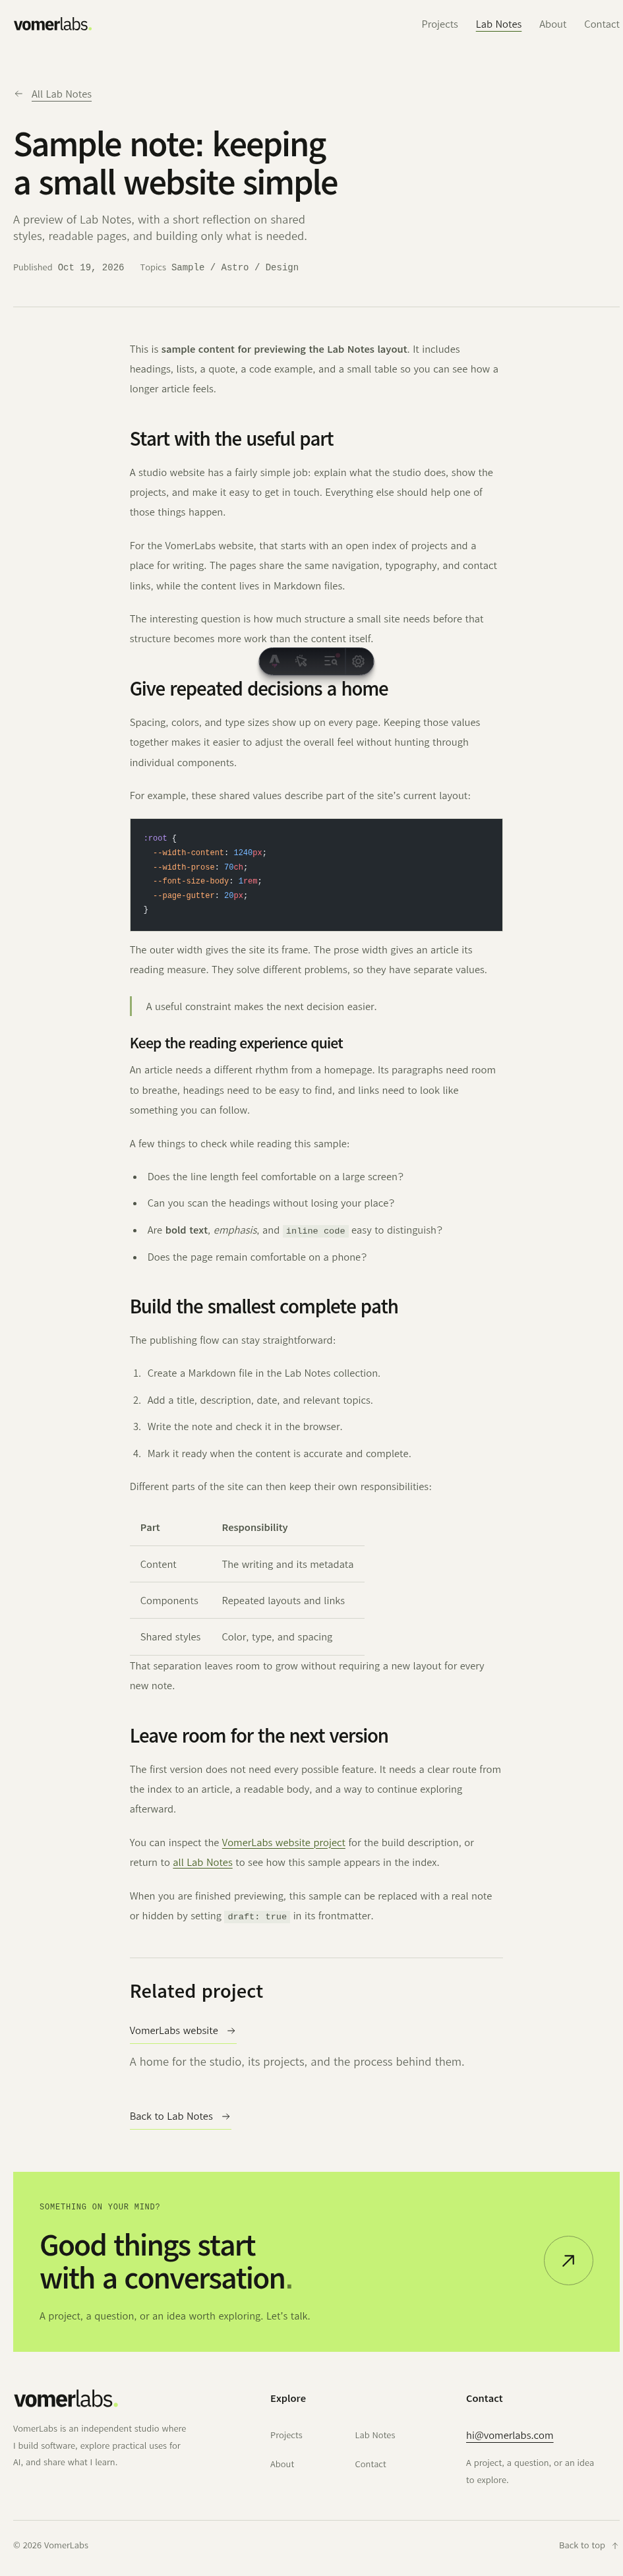 vomerlabs.
Projects Lab Notes About Contact
← All Lab Notes
Sample note: keeping
a small website simple
A preview of Lab Notes, with a short reflection on shared
styles, readable pages, and building only what is needed.
Published Oct 19, 2026 Topics Sample / Astro / Design
This is sample content for previewing the Lab Notes layout. It includes
headings, lists, a quote, a code example, and a small table so you can see how a
longer article feels.
Start with the useful part
A studio website has a fairly simple job: explain what the studio does, show the
projects, and make it easy to get in touch. Everything else should help one of
those things happen.
For the VomerLabs website, that starts with an open index of projects and a
place for writing. The pages share the same navigation, typography, and contact
links, while the content lives in Markdown files.
The interesting question is how much structure a small site needs before that
structure becomes more work than the content itself.
Give repeated decisions a home
Spacing, colors, and type sizes show up on every page. Keeping those values
together makes it easier to adjust the overall feel without hunting through
individual components.
For example, these shared values describe part of the site's current layout:
:root {
--width-content: 1240px;
--width-prose: 70ch;
--font-size-body: 1rem;
--page-gutter: 20px;
}
The outer width gives the site its frame. The prose width gives an article its
reading measure. They solve different problems, so they have separate values.
A useful constraint makes the next decision easier.
Keep the reading experience quiet
An article needs a different rhythm from a homepage. Its paragraphs need room
to breathe, headings need to be easy to find, and links need to look like
something you can follow.
A few things to check while reading this sample:
• Does the line length feel comfortable on a large screen?
• Can you scan the headings without losing your place?
• Are bold text, emphasis, and inline code easy to distinguish?
• Does the page remain comfortable on a phone?
Build the smallest complete path
The publishing flow can stay straightforward:
1. Create a Markdown file in the Lab Notes collection.
2. Add a title, description, date, and relevant topics.
3. Write the note and check it in the browser.
4. Mark it ready when the content is accurate and complete.
Different parts of the site can then keep their own responsibilities:
Part Responsibility
Content The writing and its metadata
Components Repeated layouts and links
Shared styles Color, type, and spacing
That separation leaves room to grow without requiring a new layout for every
new note.
Leave room for the next version
The first version does not need every possible feature. It needs a clear route from
the index to an article, a readable body, and a way to continue exploring
afterward.
You can inspect the VomerLabs website project for the build description, or
return to all Lab Notes to see how this sample appears in the index.
When you are finished previewing, this sample can be replaced with a real note
or hidden by setting draft: true in its frontmatter.
Related project
VomerLabs website →
A home for the studio, its projects, and the process behind them.
Back to Lab Notes →
SOMETHING ON YOUR MIND?
Good things start
with a conversation.
A project, a question, or an idea worth exploring. Let's talk.
vomerlabs.
VomerLabs is an independent studio where
I build software, explore practical uses for
AI, and share what I learn.
Explore
Projects Lab Notes
About Contact
Contact
hi@vomerlabs.com
A project, a question, or an idea
to explore.
© 2026 VomerLabs
Back to top ↑